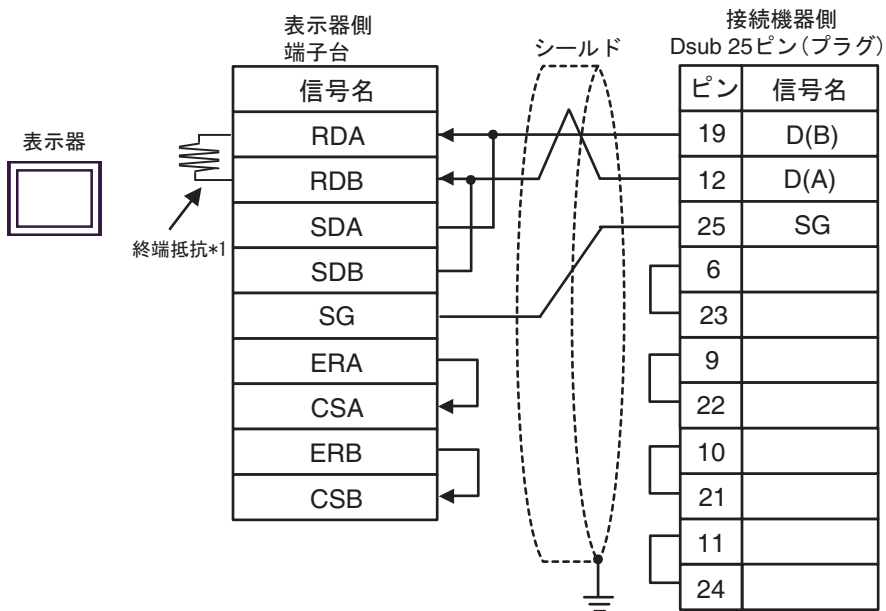 表示器
終端抵抗*1
表示器側
端子台
信号名
RDA
RDB
SDA
SDB
SG
ERA
CSA
ERB
CSB
シールド
接続機器側
Dsub 25ピン(プラグ)
ピン 信号名
19 D(B)
12 D(A)
25 SG
6
23
9
22
10
21
11
24